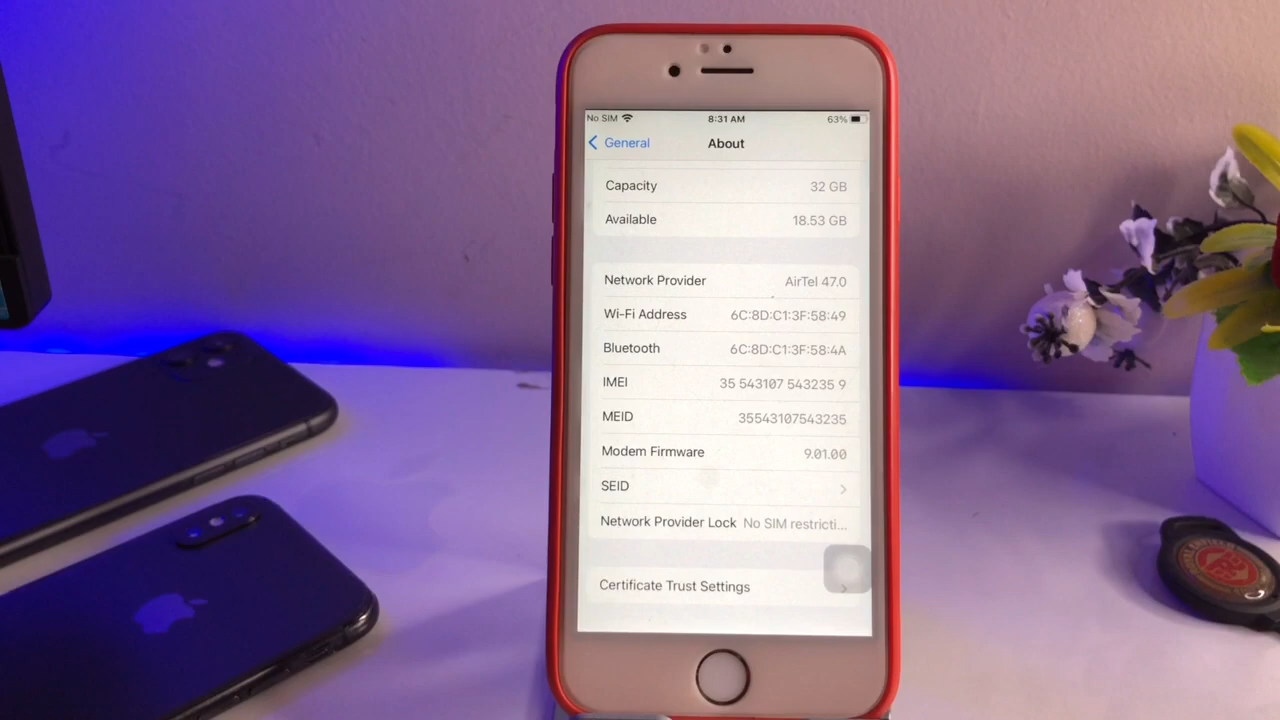 No SIM 8:31 AM 63%
General About
Capacity 32 GB
Available 18.53 GB
Network Provider AirTel 47.0
Wi-Fi Address 6C:8D:C1:3F:58:49
Bluetooth 6C:8D:C1:3F:58:4A
IMEI 35 543107 543235 9
MEID 35543107543235
Modem Firmware 9.01.00
SEID
Network Provider Lock No SIM restricti...
Certificate Trust Settings